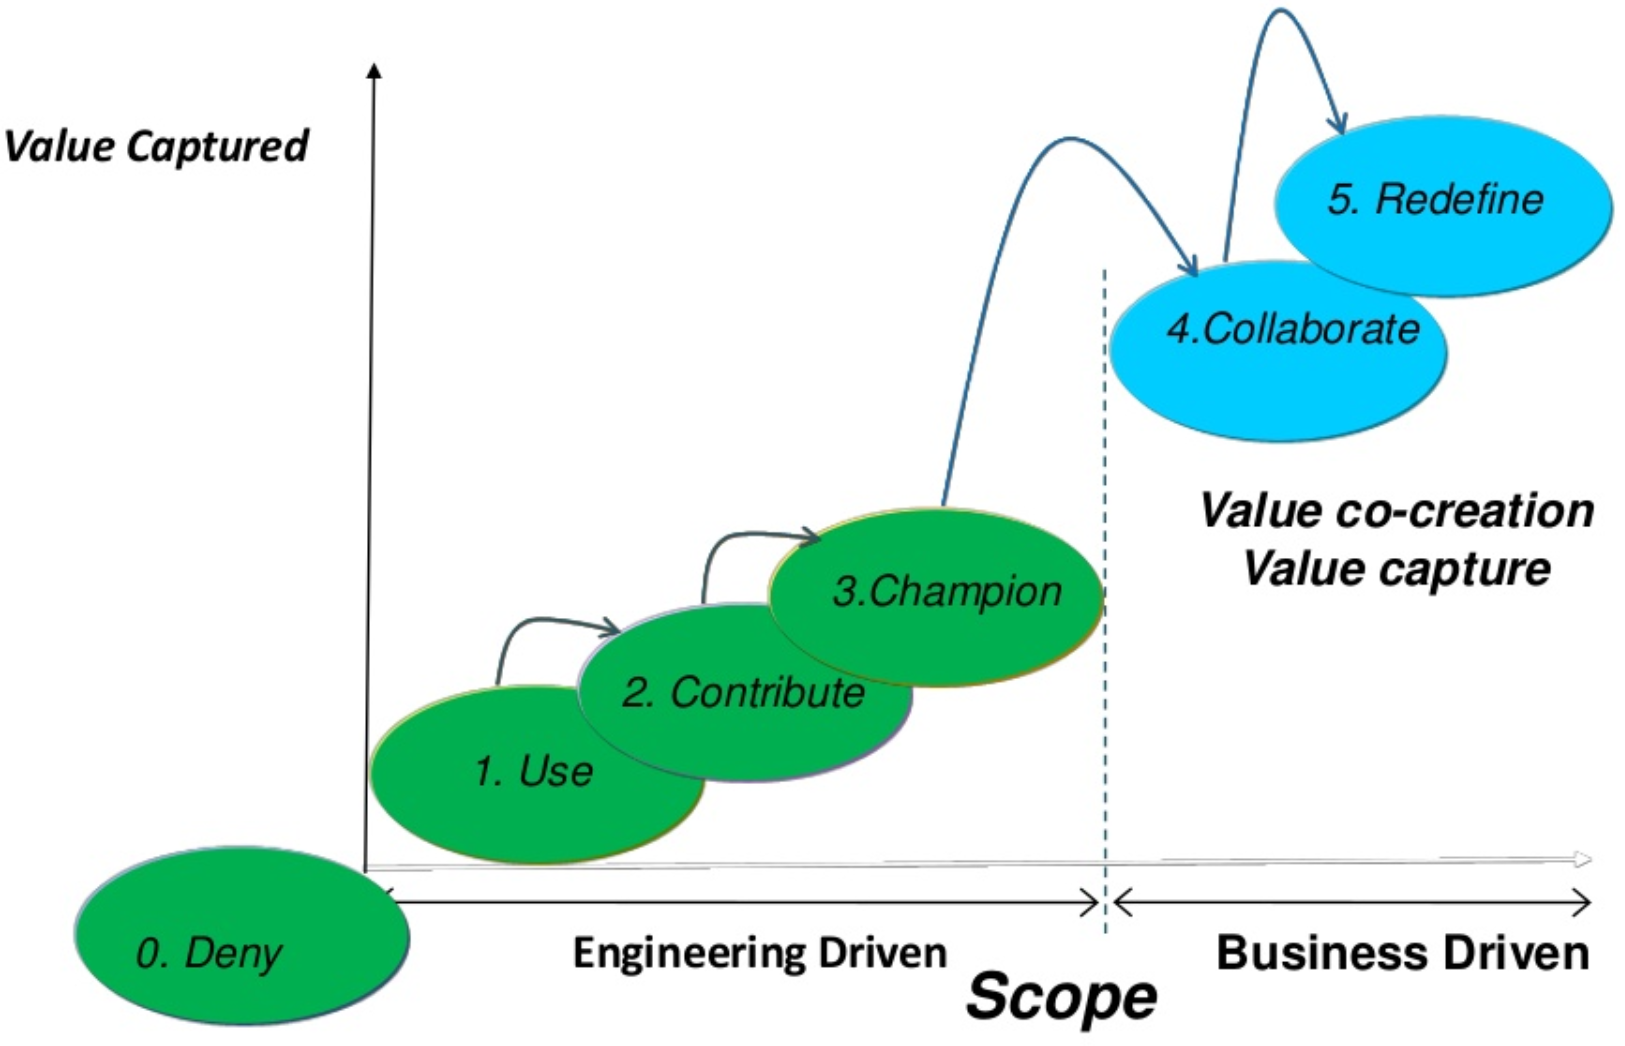 Value Captured
5. Redefine
4.Collaborate
Value co-creation
Value capture
3.Champion
2. Contribute
1. Use
0. Deny
Engineering Driven
Business Driven
Scope